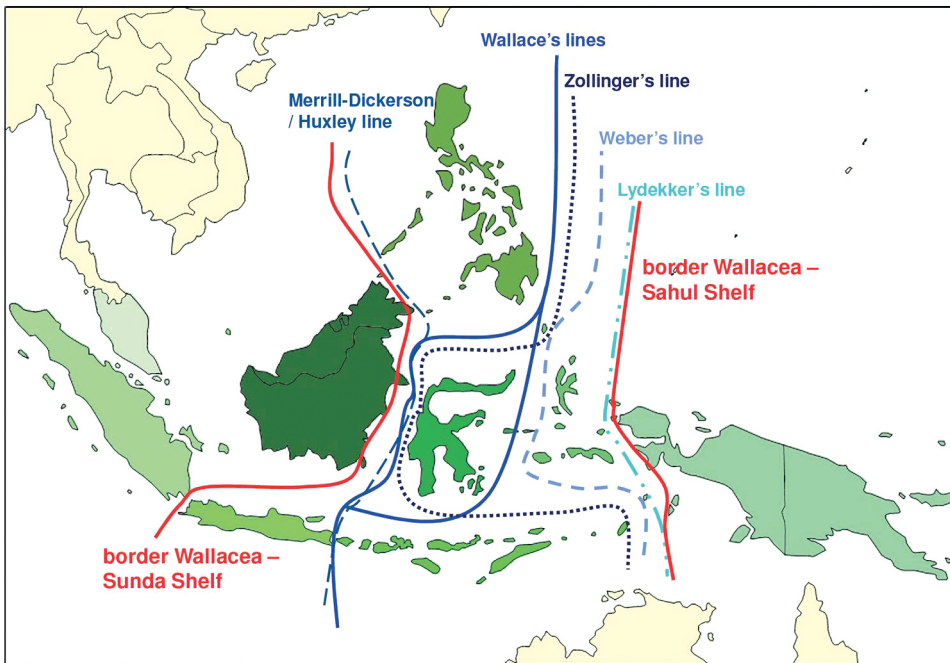 Wallace's lines
Zollinger's line
Merrill-Dickerson
/ Huxley line
Weber's line
Lydekker's line
border Wallacea –
Sahul Shelf
border Wallacea –
Sunda Shelf